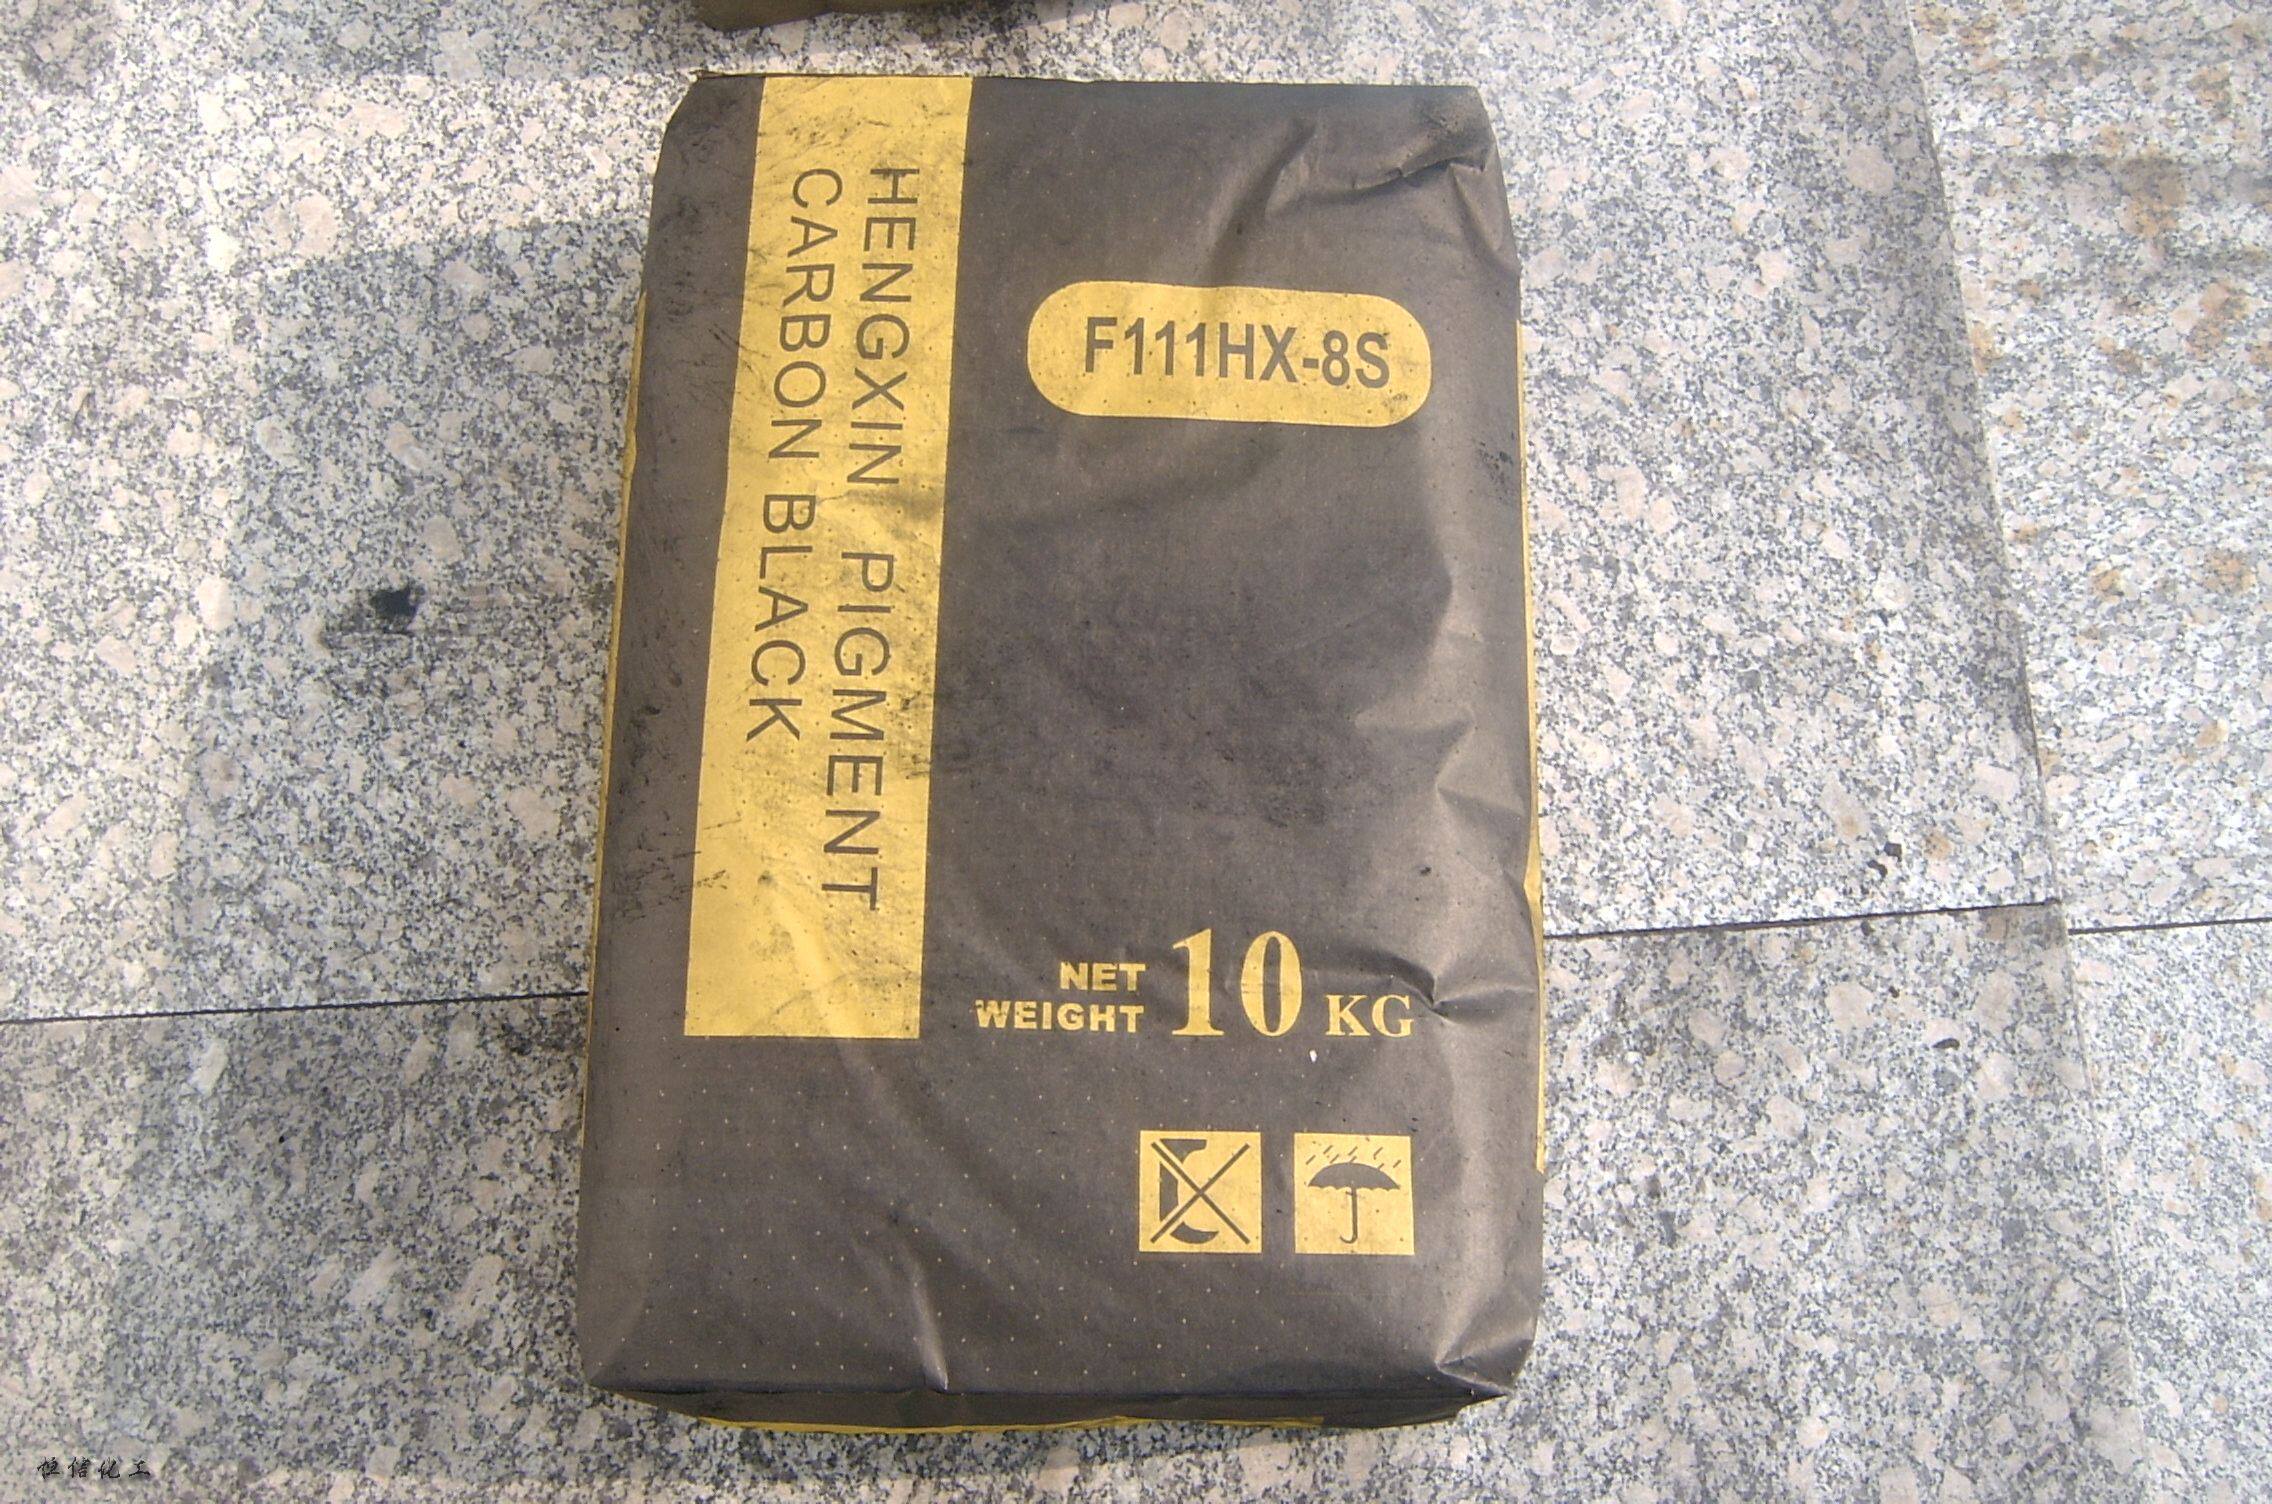 HENGXIN PIGMENT
CARBON BLACK
F111HX-8S
NET
WEIGHT 10 KG
恒信化工